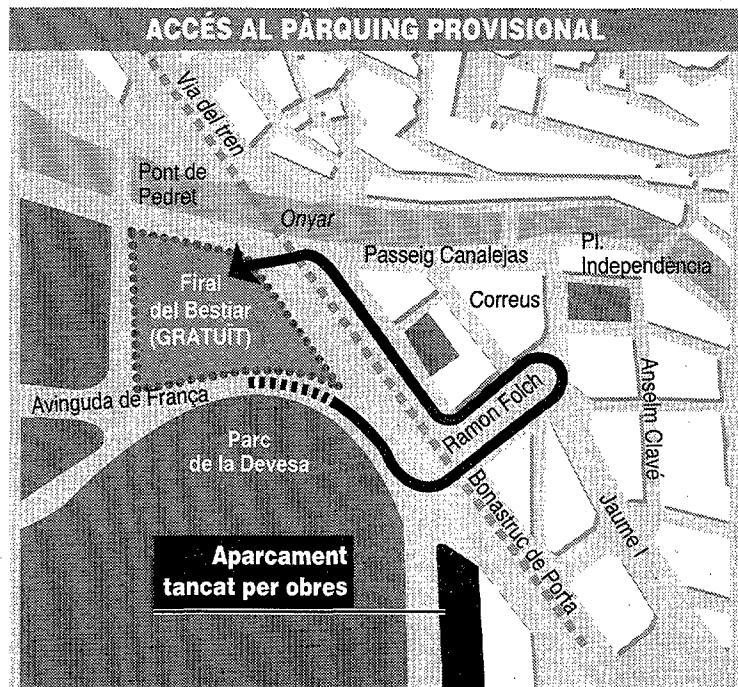 ACCÉS AL PÀRQUING PROVISIONAL
Via del tren
Pont de
Pedret
Onyar
Passeig Canalejas
Pl.
Independència
Firal
del Bestiar
(GRATUÏT)
Correus
Avinguda de França
Ramon Folch
Anselm Clavé
Parc
de la Devesa
Bonastruc de Porta
Jaume I
Aparcament
tancat per obres